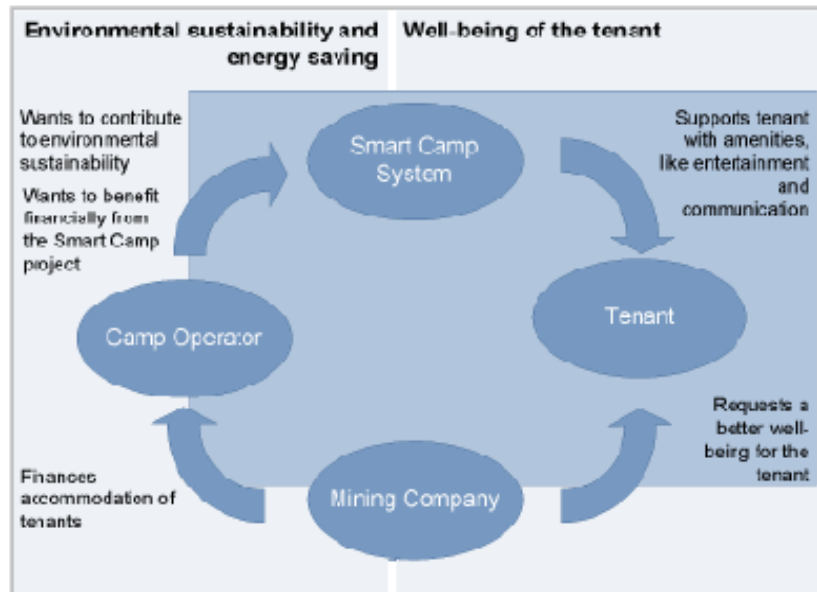 Environmental sustainability and
energy saving
Well-being of the tenant
Wants to contribute
to environmental
sustainability
Wants to benefit
financially from
the Smart Camp
project
Smart Camp
System
Supports tenant
with amenities,
like entertainment
and
communication
Camp Operator
Tenant
Finances
accommodation of
tenants
Mining Company
Requests a
better well-
being for the
tenant